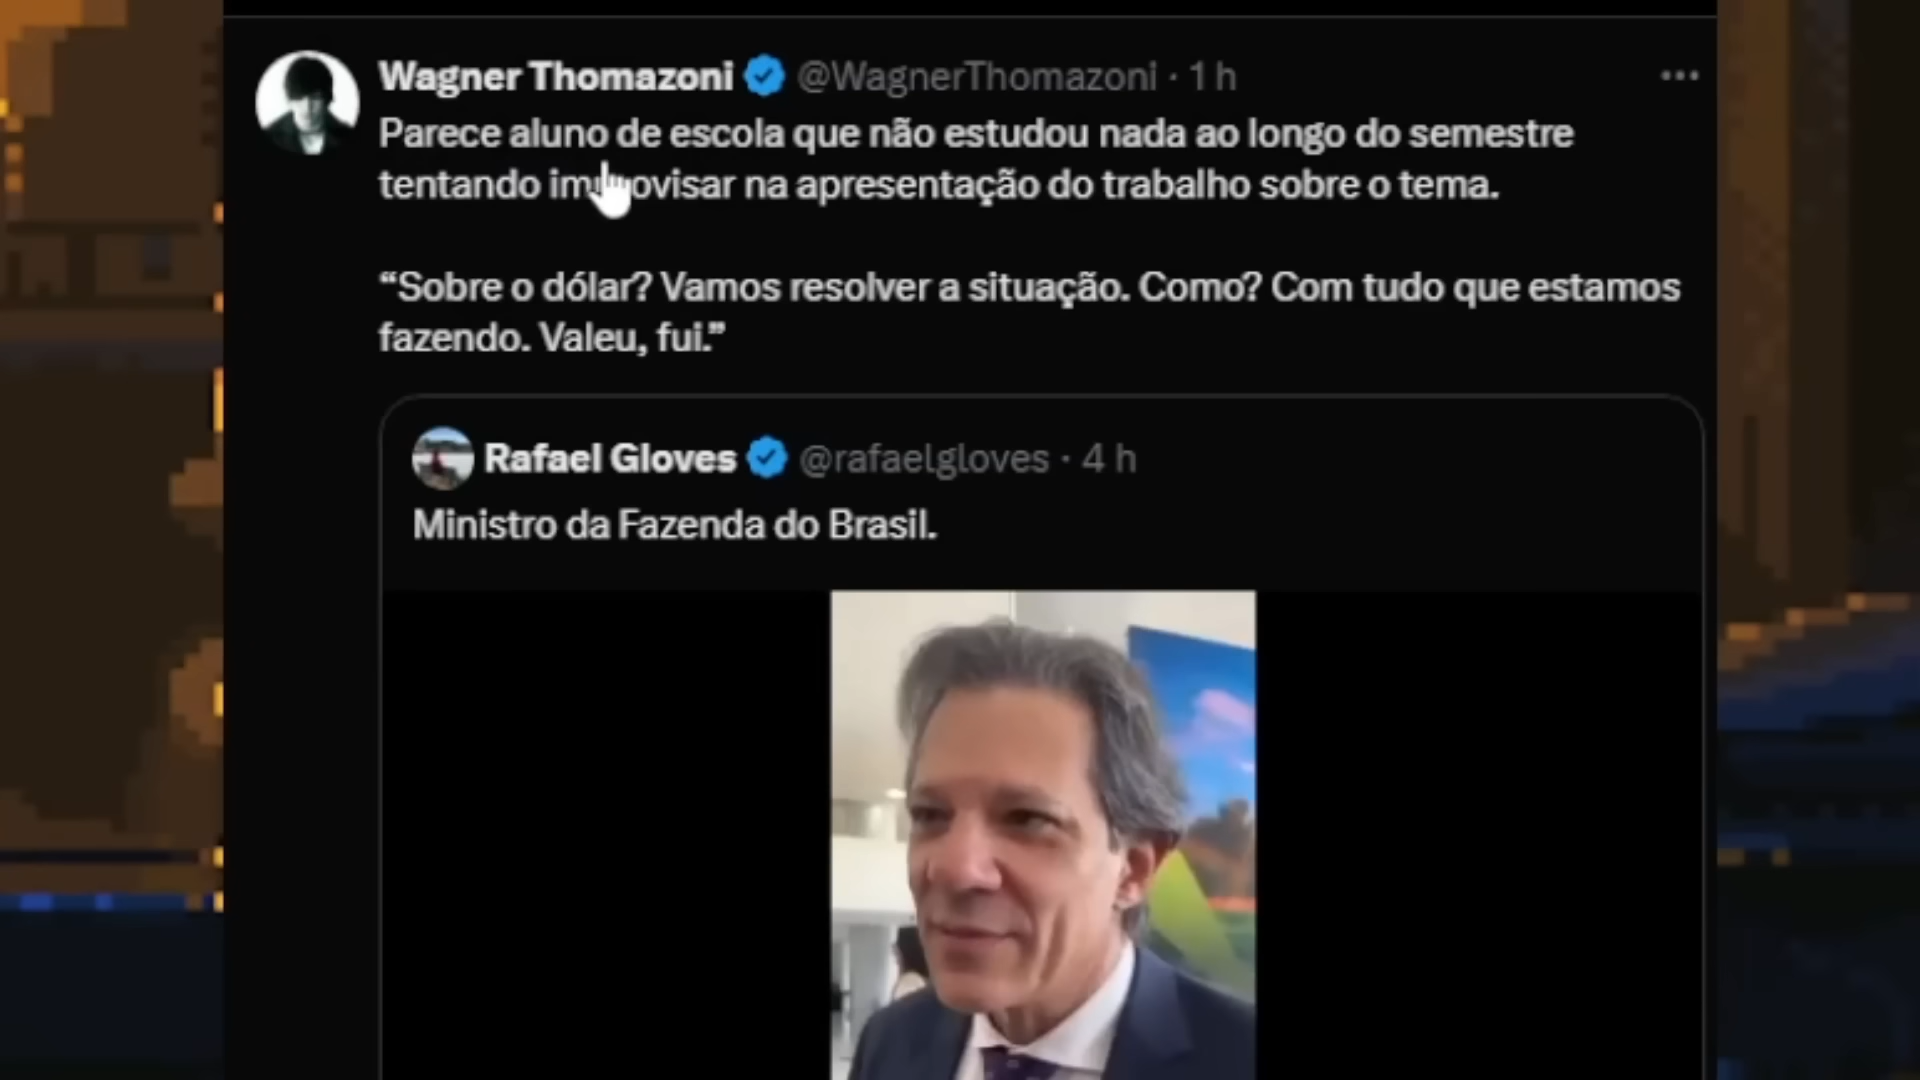 Wagner Thomazoni @WagnerThomazoni · 1 h
Parece aluno de escola que não estudou nada ao longo do semestre
tentando improvisar na apresentação do trabalho sobre o tema.
“Sobre o dólar? Vamos resolver a situação. Como? Com tudo que estamos
fazendo. Valeu, fui.”
Rafael Gloves @rafaelgloves · 4 h
Ministro da Fazenda do Brasil.